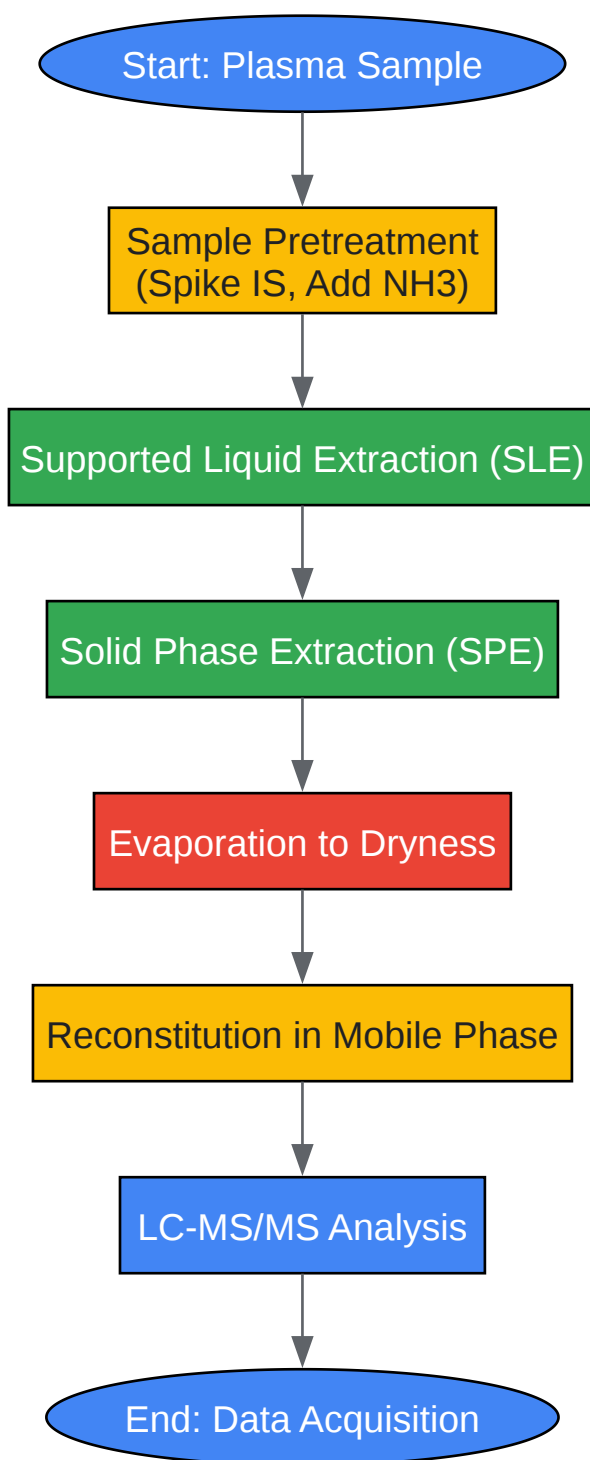 Start: Plasma Sample
Sample Pretreatment
(Spike IS, Add NH3)
Supported Liquid Extraction (SLE)
Solid Phase Extraction (SPE)
Evaporation to Dryness
Reconstitution in Mobile Phase
LC-MS/MS Analysis
End: Data Acquisition